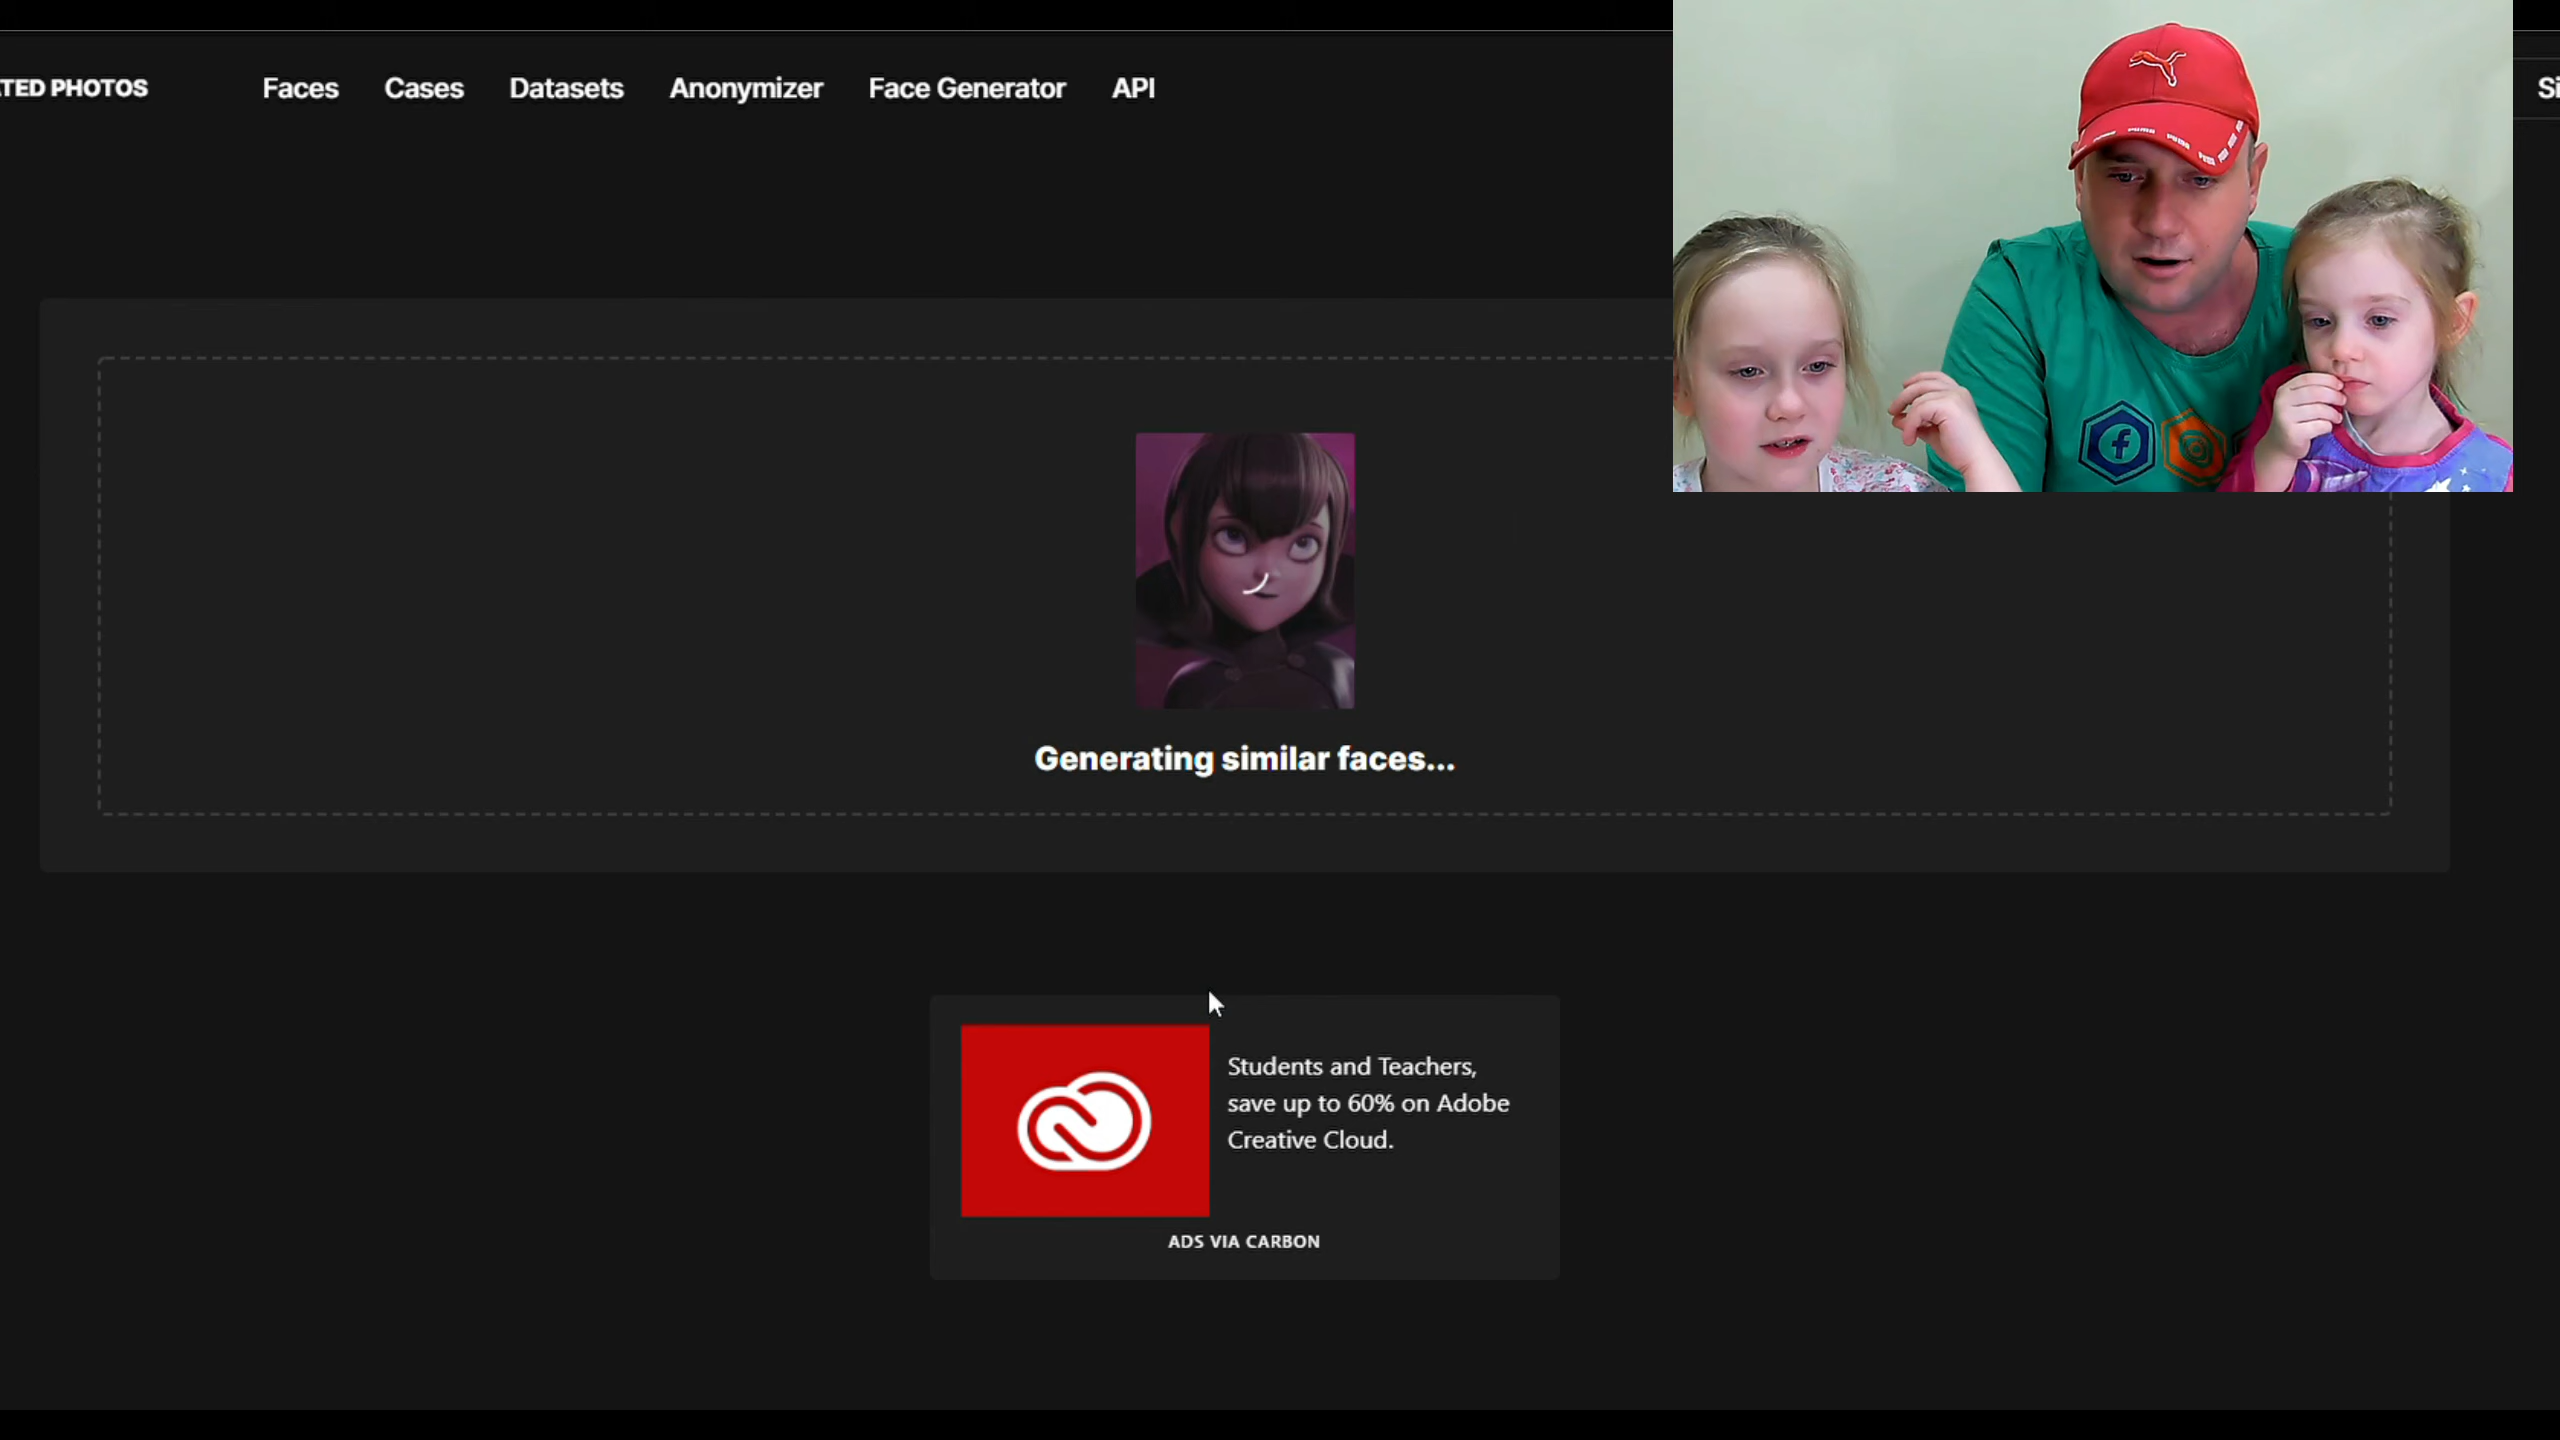 TED PHOTOS
Faces
Cases
Datasets
Anonymizer
Face Generator
API
Si
Generating similar faces...
Students and Teachers,
save up to 60% on Adobe
Creative Cloud.
ADS VIA CARBON